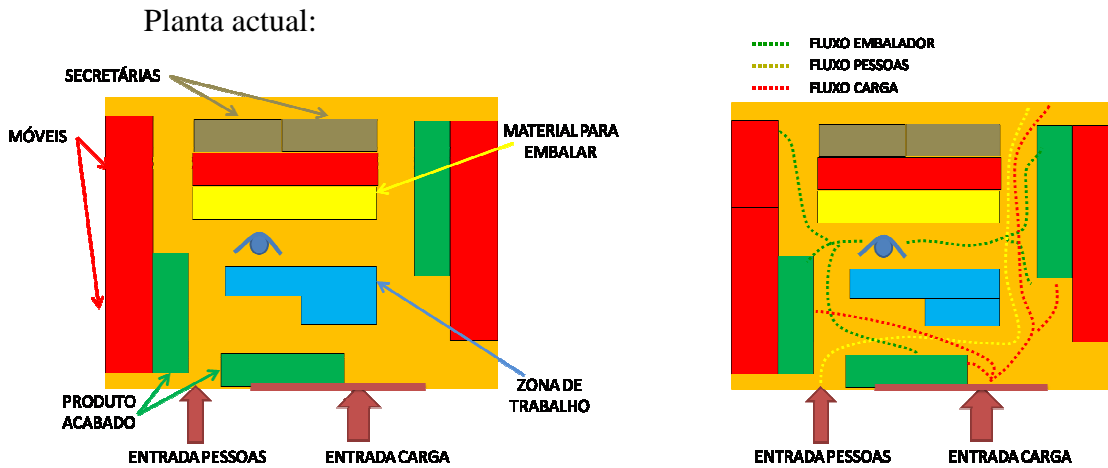 Planta actual:
SECRETÁRIAS
MÓVEIS
MATERIAL PARA
EMBALAR
PRODUTO
ACABADO
ZONA DE
TRABALHO
ENTRADA PESSOAS
ENTRADA CARGA
FLUXO EMBALADOR
FLUXO PESSOAS
FLUXO CARGA
ENTRADA PESSOAS
ENTRADA CARGA